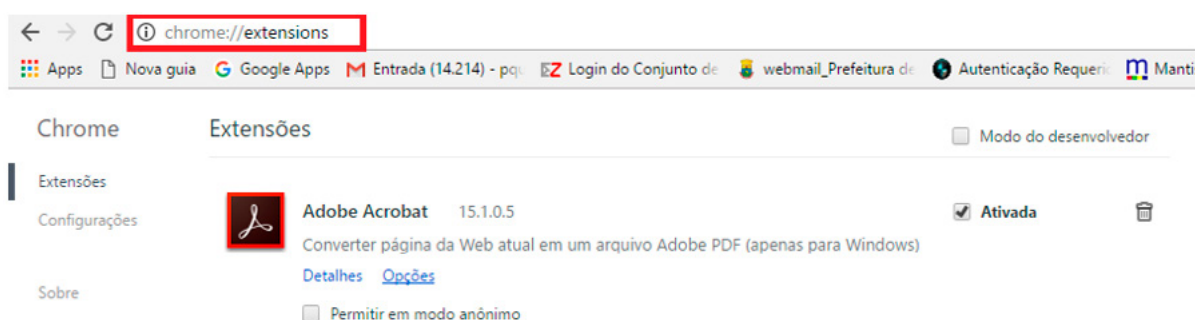 chrome://extensions
Apps Nova guia Google Apps Entrada (14.214) - pqu Login do Conjunto de webmail_Prefeitura de Autenticação Requeri Manti
Chrome Extensões Modo do desenvolvedor
Extensões
Configurações
Adobe Acrobat 15.1.0.5 Ativada
Converter página da Web atual em um arquivo Adobe PDF (apenas para Windows)
Detalhes Opções
Sobre
Permitir em modo anônimo